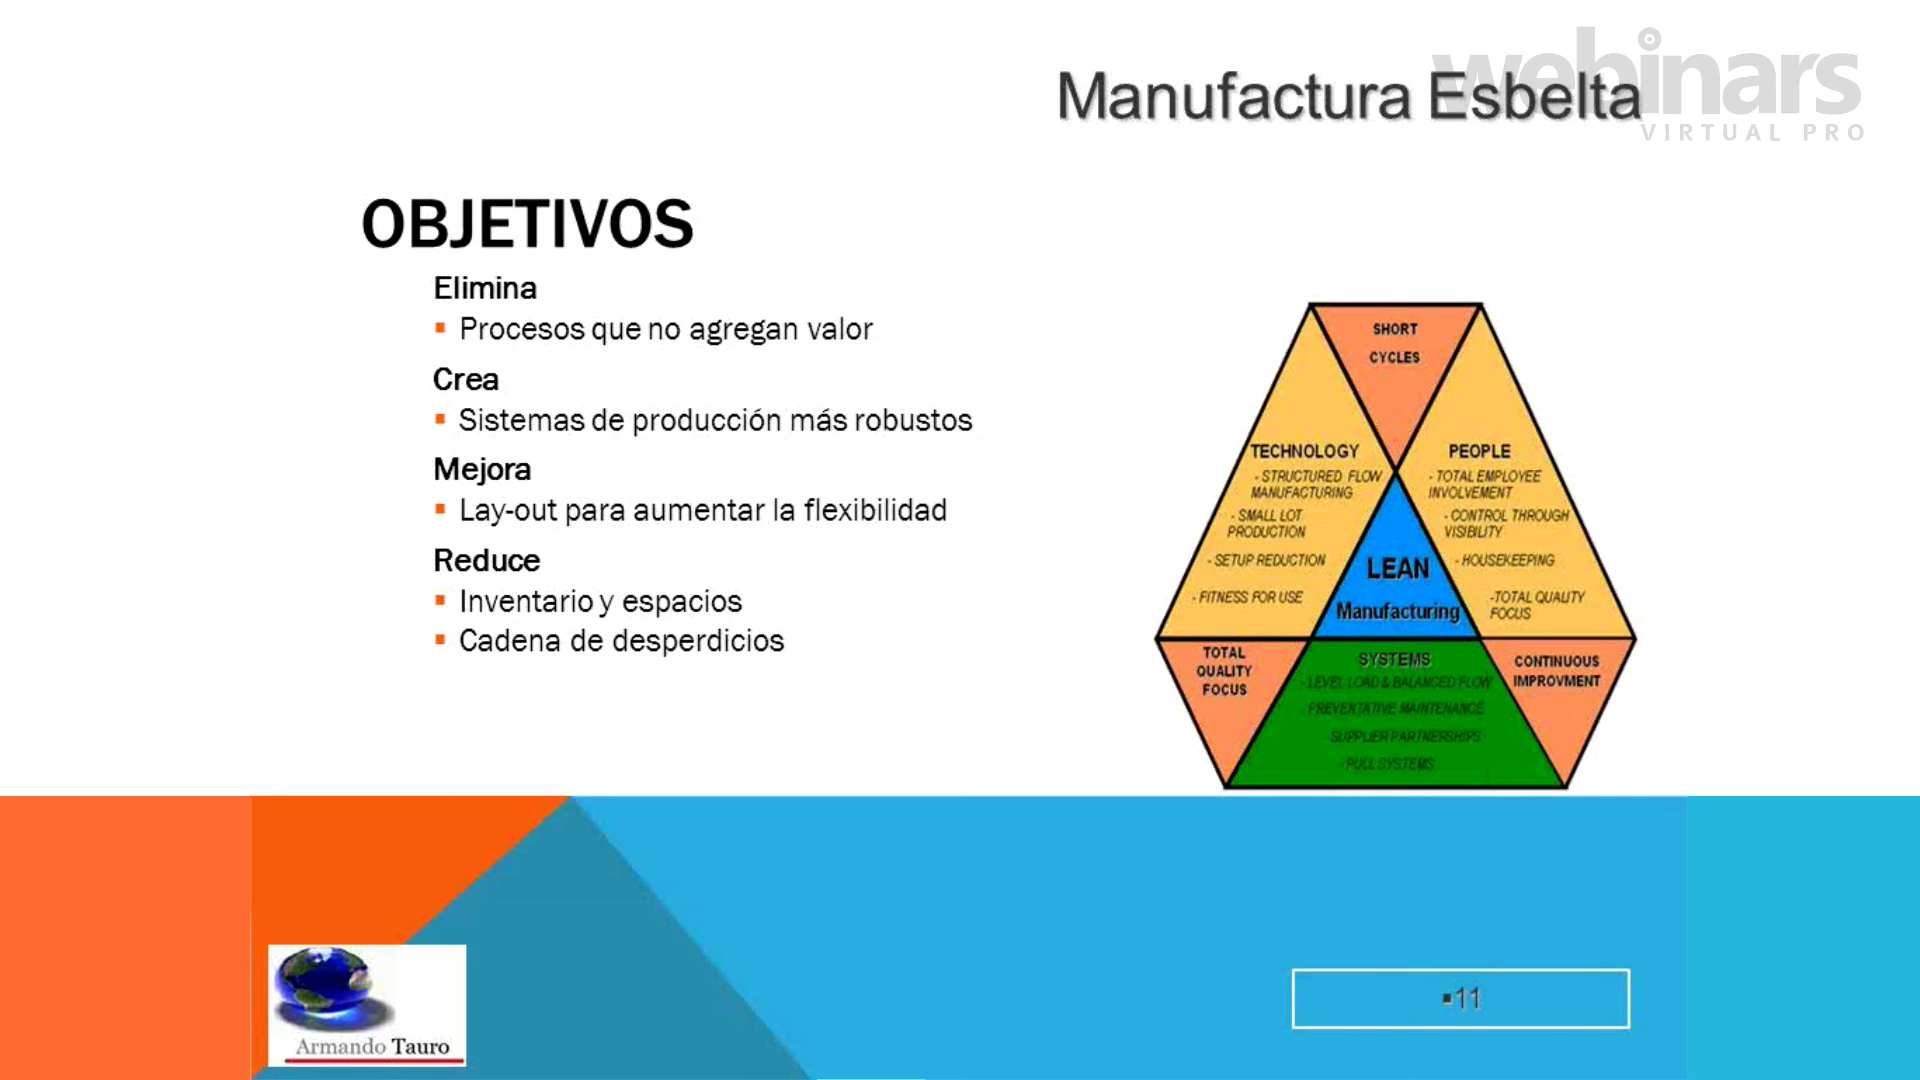 webinars
VIRTUAL PRO
Manufactura Esbelta
OBJETIVOS
Elimina
▪ Procesos que no agregan valor
Crea
▪ Sistemas de producción más robustos
Mejora
▪ Lay-out para aumentar la flexibilidad
Reduce
▪ Inventario y espacios
▪ Cadena de desperdicios
SHORT
CYCLES
TECHNOLOGY
- STRUCTURED FLOW
MANUFACTURING
- SMALL LOT
PRODUCTION
- SETUP REDUCTION
- FITNESS FOR USE
PEOPLE
- TOTAL EMPLOYEE
INVOLVEMENT
- CONTROL THROUGH
VISIBILITY
- HOUSEKEEPING
-TOTAL QUALITY
FOCUS
LEAN
Manufacturing
TOTAL
QUALITY
FOCUS
SYSTEMS
- LEVEL LOAD & BALANCED FLOW
- PREVENTATIVE MAINTENANCE
- SUPPLIER PARTNERSHIPS
- PULL SYSTEMS
CONTINUOUS
IMPROVMENT
Armando Tauro
▪11